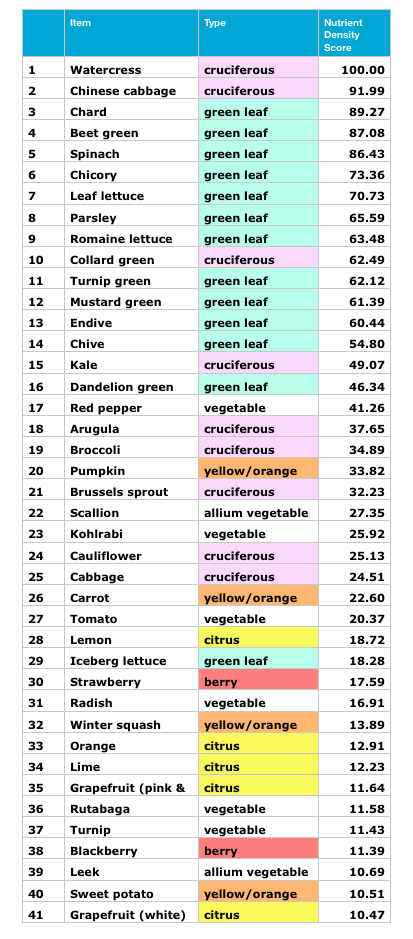 Item Type Nutrient
Density
Score
1 Watercress cruciferous 100.00
2 Chinese cabbage cruciferous 91.99
3 Chard green leaf 89.27
4 Beet green green leaf 87.08
5 Spinach green leaf 86.43
6 Chicory green leaf 73.36
7 Leaf lettuce green leaf 70.73
8 Parsley green leaf 65.59
9 Romaine lettuce green leaf 63.48
10 Collard green cruciferous 62.49
11 Turnip green green leaf 62.12
12 Mustard green green leaf 61.39
13 Endive green leaf 60.44
14 Chive green leaf 54.80
15 Kale cruciferous 49.07
16 Dandelion green green leaf 46.34
17 Red pepper vegetable 41.26
18 Arugula cruciferous 37.65
19 Broccoli cruciferous 34.89
20 Pumpkin yellow/orange 33.82
21 Brussels sprout cruciferous 32.23
22 Scallion allium vegetable 27.35
23 Kohlrabi vegetable 25.92
24 Cauliflower cruciferous 25.13
25 Cabbage cruciferous 24.51
26 Carrot yellow/orange 22.60
27 Tomato vegetable 20.37
28 Lemon citrus 18.72
29 Iceberg lettuce green leaf 18.28
30 Strawberry berry 17.59
31 Radish vegetable 16.91
32 Winter squash yellow/orange 13.89
33 Orange citrus 12.91
34 Lime citrus 12.23
35 Grapefruit (pink & citrus 11.64
36 Rutabaga vegetable 11.58
37 Turnip vegetable 11.43
38 Blackberry berry 11.39
39 Leek allium vegetable 10.69
40 Sweet potato yellow/orange 10.51
41 Grapefruit (white) citrus 10.47